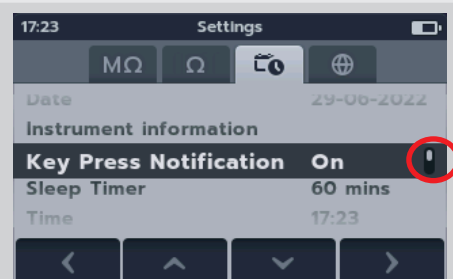 17:23 Settings
MΩ Ω
Date 29-06-2022
Instrument information
Key Press Notification On
Sleep Timer 60 mins
Time 17:23